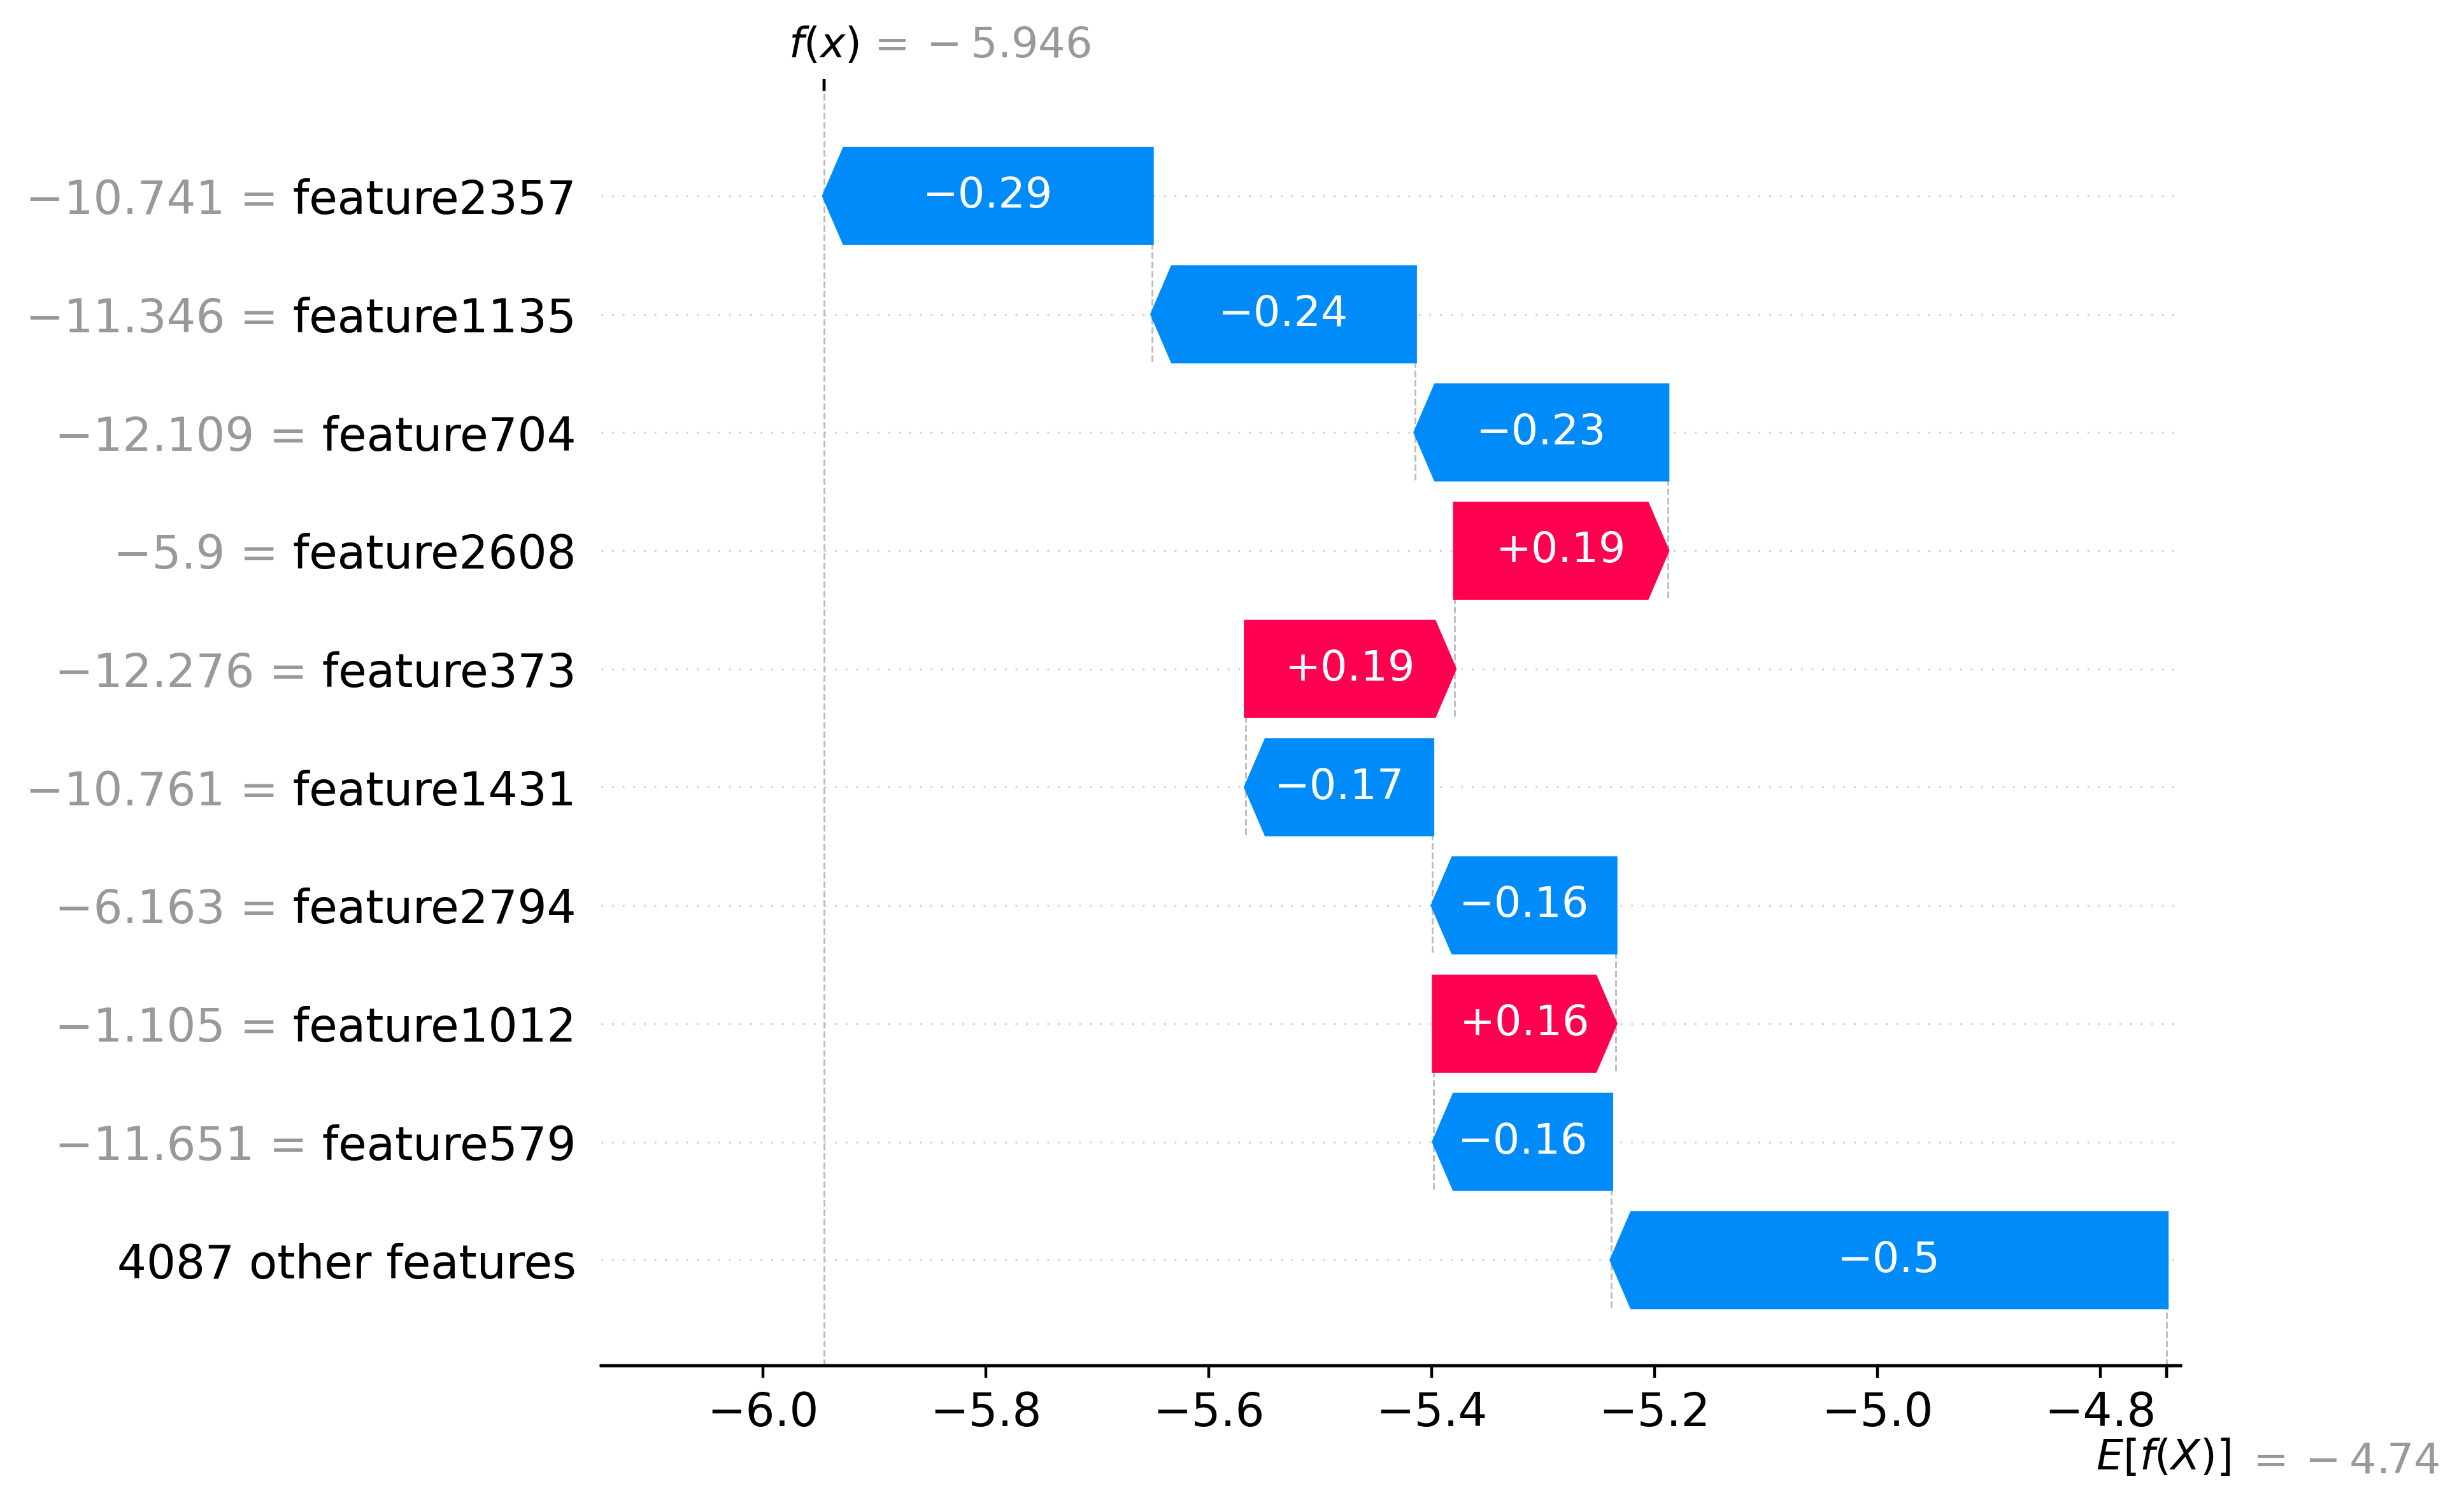 f(x) = −5.946
−10.741 = feature2357 −0.29
−11.346 = feature1135 −0.24
−12.109 = feature704 −0.23
−5.9 = feature2608 +0.19
−12.276 = feature373 +0.19
−10.761 = feature1431 −0.17
−6.163 = feature2794 −0.16
−1.105 = feature1012 +0.16
−11.651 = feature579 −0.16
4087 other features −0.5
−6.0 −5.8 −5.6 −5.4 −5.2 −5.0 −4.8
E[f(X)] = −4.74